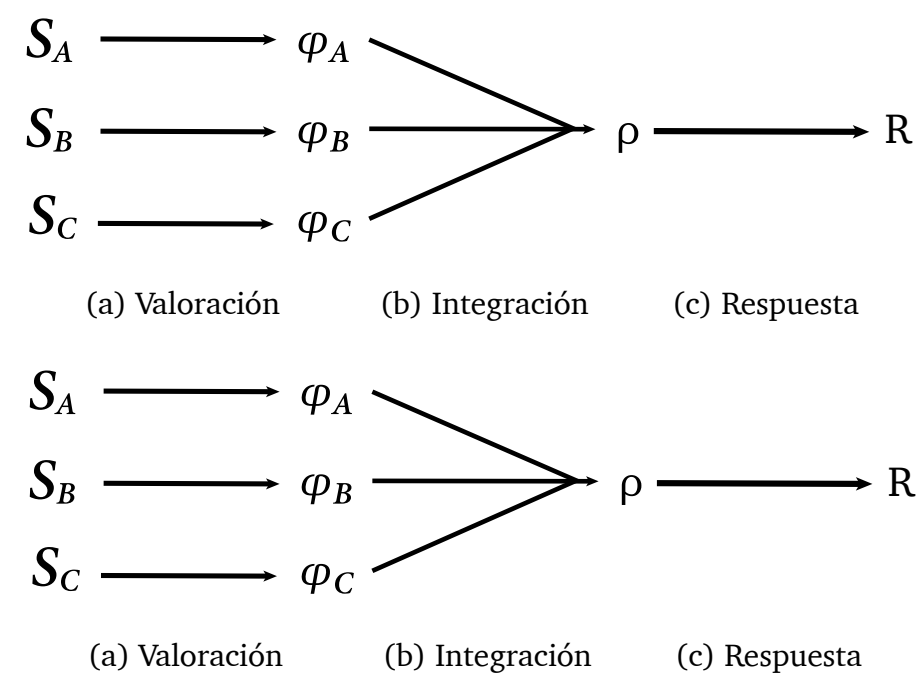 S_A φ_A
S_B φ_B ρ R
S_C φ_C
(a) Valoración (b) Integración (c) Respuesta
S_A φ_A
S_B φ_B ρ R
S_C φ_C
(a) Valoración (b) Integración (c) Respuesta